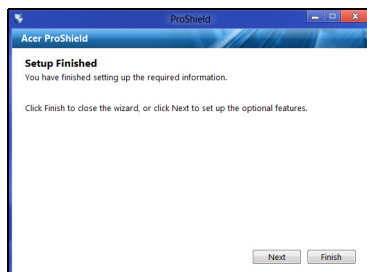 ProShield
Acer ProShield
Setup Finished
You have finished setting up the required information.
Click Finish to close the wizard, or click Next to set up the optional features.
Next Finish